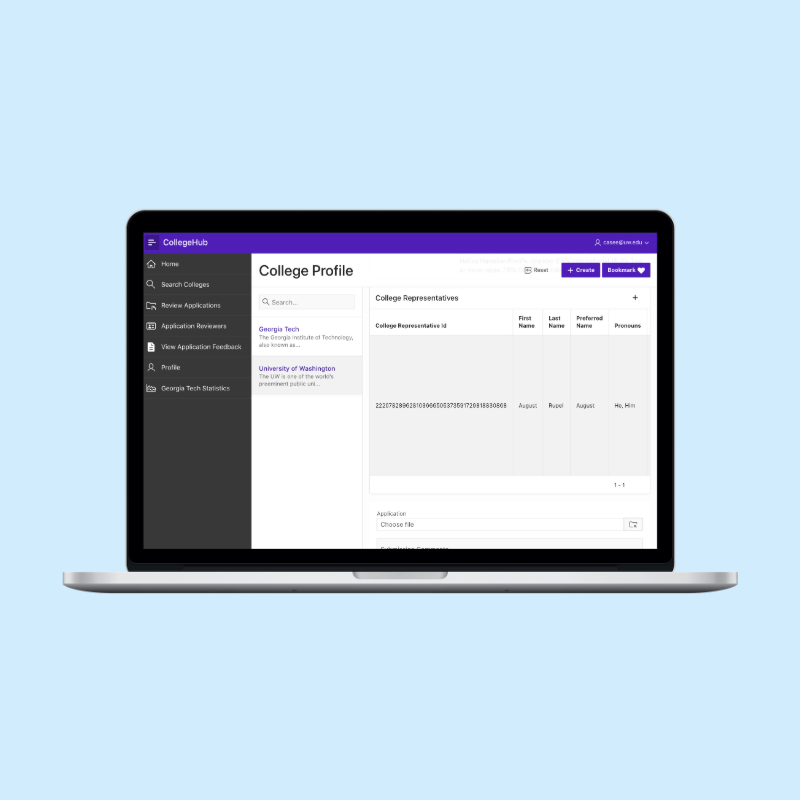 CollegeHub
casee@uw.edu
Home
Search Colleges
Review Applications
Application Reviewers
View Application Feedback
Profile
Georgia Tech Statistics
College Profile
Reset
+ Create
Bookmark
Search...
Georgia Tech
The Georgia Institute of Technology,
also known as...
University of Washington
The UW is one of the world's
preeminent public uni...
College Representatives
+
College Representative Id
First Name
Last Name
Preferred Name
Pronouns
August
Rupel
August
He, Him
1 - 1
Application
Choose file
Submission Comments